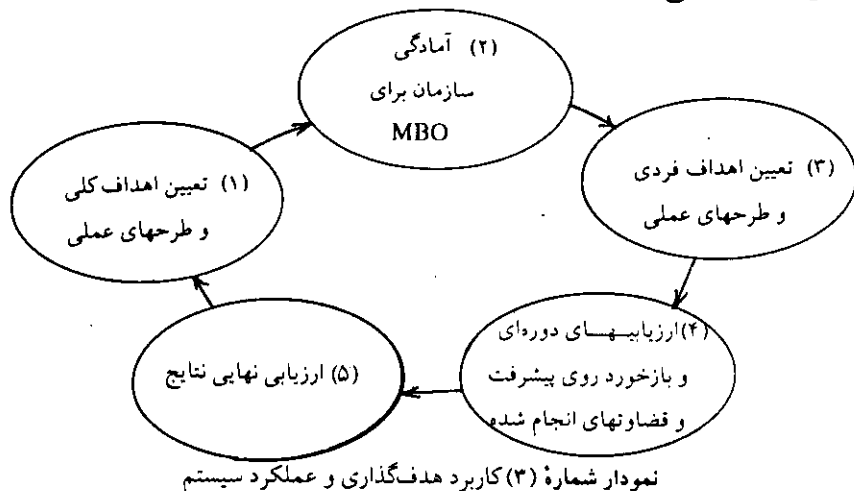 (۲) آمادگی
سازمان برای
MBO
(۱) تعیین اهداف کلی
و طرحهای عملی
(۳) تعیین اهداف فردی
و طرحهای عملی
(۴) ارزیابیهای دوره‌ای
و بازخورد روی پیشرفت
و قضاوتهای انجام شده
(۵) ارزیابی نهایی نتایج
نمودار شمارهٔ (۳) کاربرد هدف‌گذاری و عملکرد سیستم